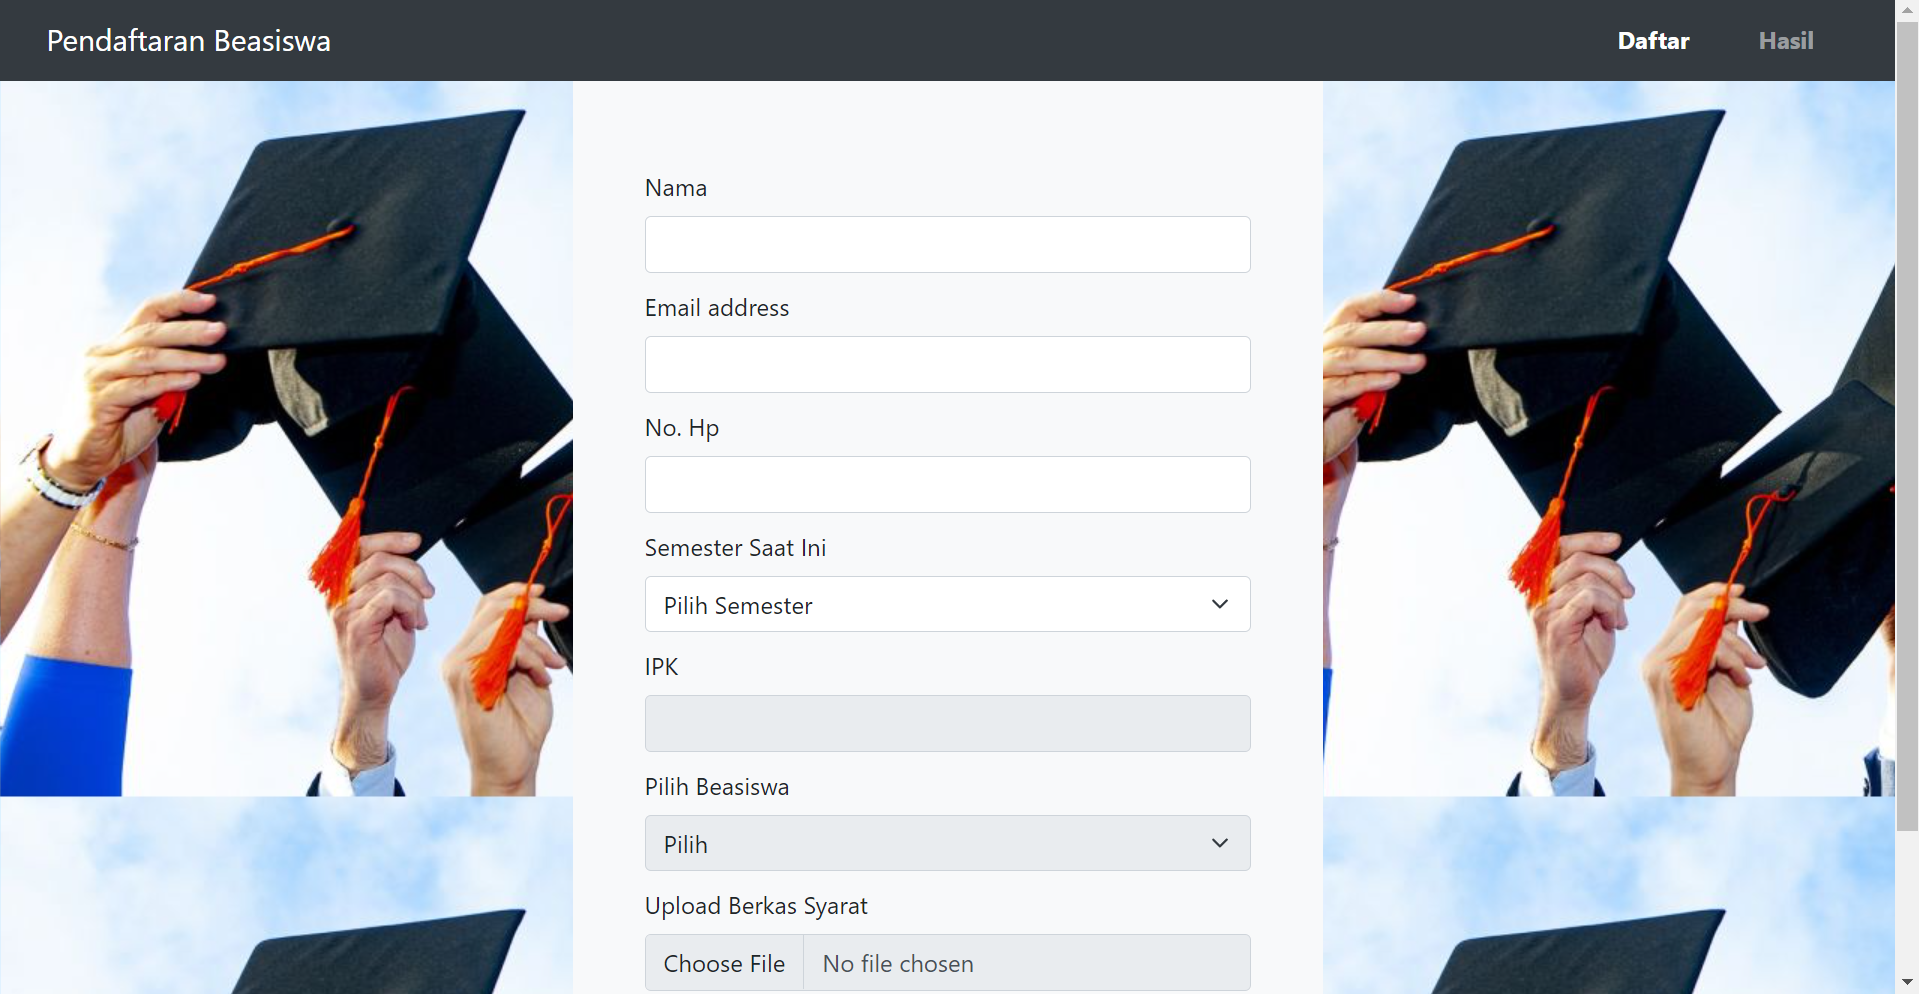 Pendaftaran Beasiswa
Daftar
Hasil
Nama
Email address
No. Hp
Semester Saat Ini
Pilih Semester
IPK
Pilih Beasiswa
Pilih
Upload Berkas Syarat
Choose File
No file chosen